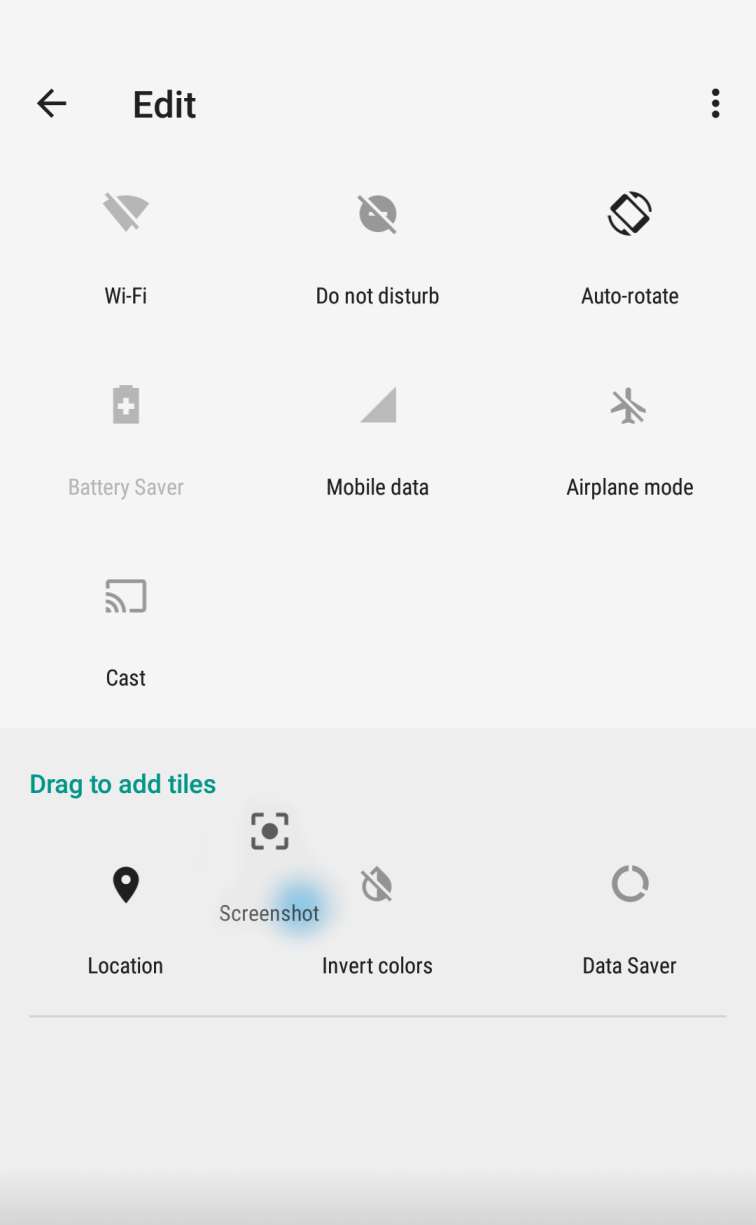 Edit
Wi-Fi
Do not disturb
Auto-rotate
Battery Saver
Mobile data
Airplane mode
Cast
Drag to add tiles
Screenshot
Location
Invert colors
Data Saver